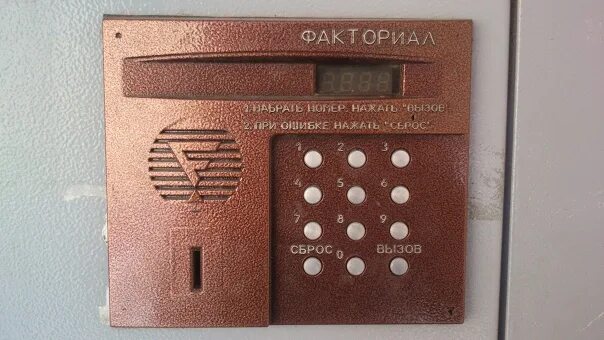 ФАКТОРИАЛ
1.НАБРАТЬ НОМЕР. НАЖАТЬ "ВЫЗОВ"
2.ПРИ ОШИБКЕ НАЖАТЬ "СБРОС"
1 2 3
4 5 6
7 8 9
СБРОС 0 ВЫЗОВ